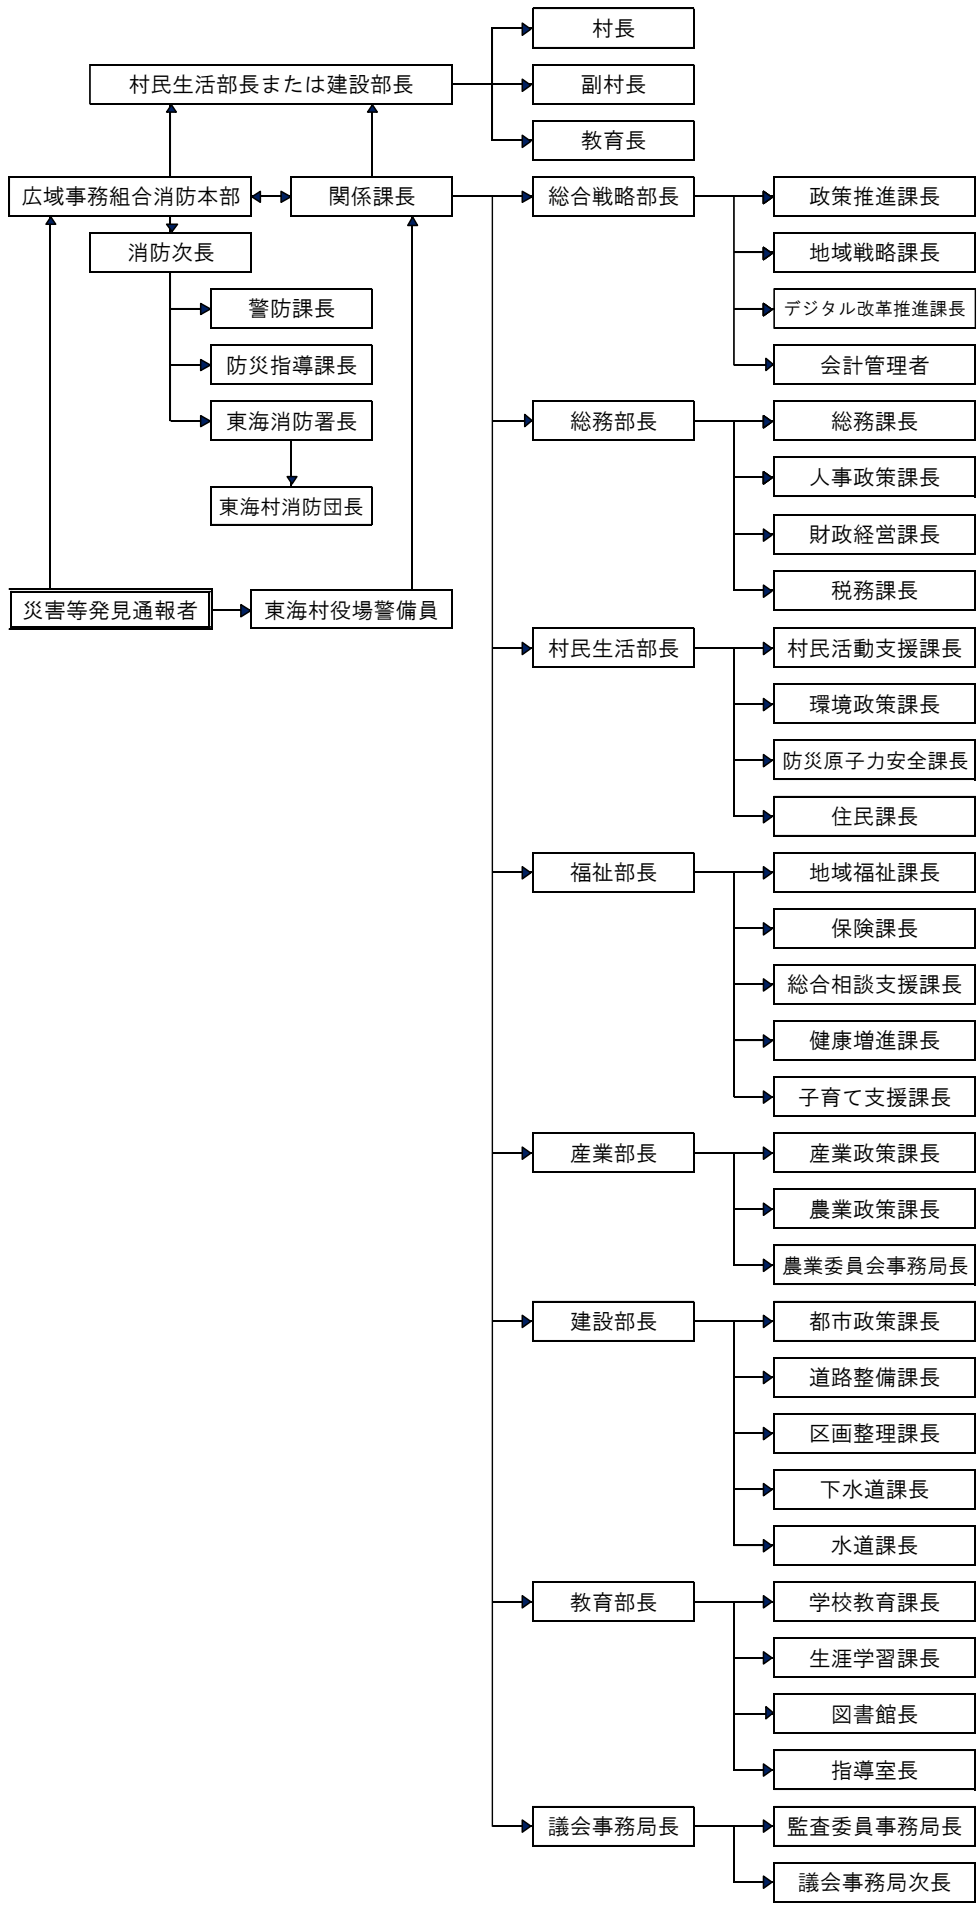 村長
村民生活部長または建設部長
副村長
教育長
広域事務組合消防本部
関係課長
総合戦略部長
政策推進課長
消防次長
地域戦略課長
警防課長
デジタル改革推進課長
防災指導課長
会計管理者
東海消防署長
総務部長
総務課長
人事政策課長
東海村消防団長
財政経営課長
災害等発見通報者
東海村役場警備員
税務課長
村民生活部長
村民活動支援課長
環境政策課長
防災原子力安全課長
住民課長
福祉部長
地域福祉課長
保険課長
総合相談支援課長
健康増進課長
子育て支援課長
産業部長
産業政策課長
農業政策課長
農業委員会事務局長
建設部長
都市政策課長
道路整備課長
区画整理課長
下水道課長
水道課長
教育部長
学校教育課長
生涯学習課長
図書館長
指導室長
議会事務局長
監査委員事務局長
議会事務局次長